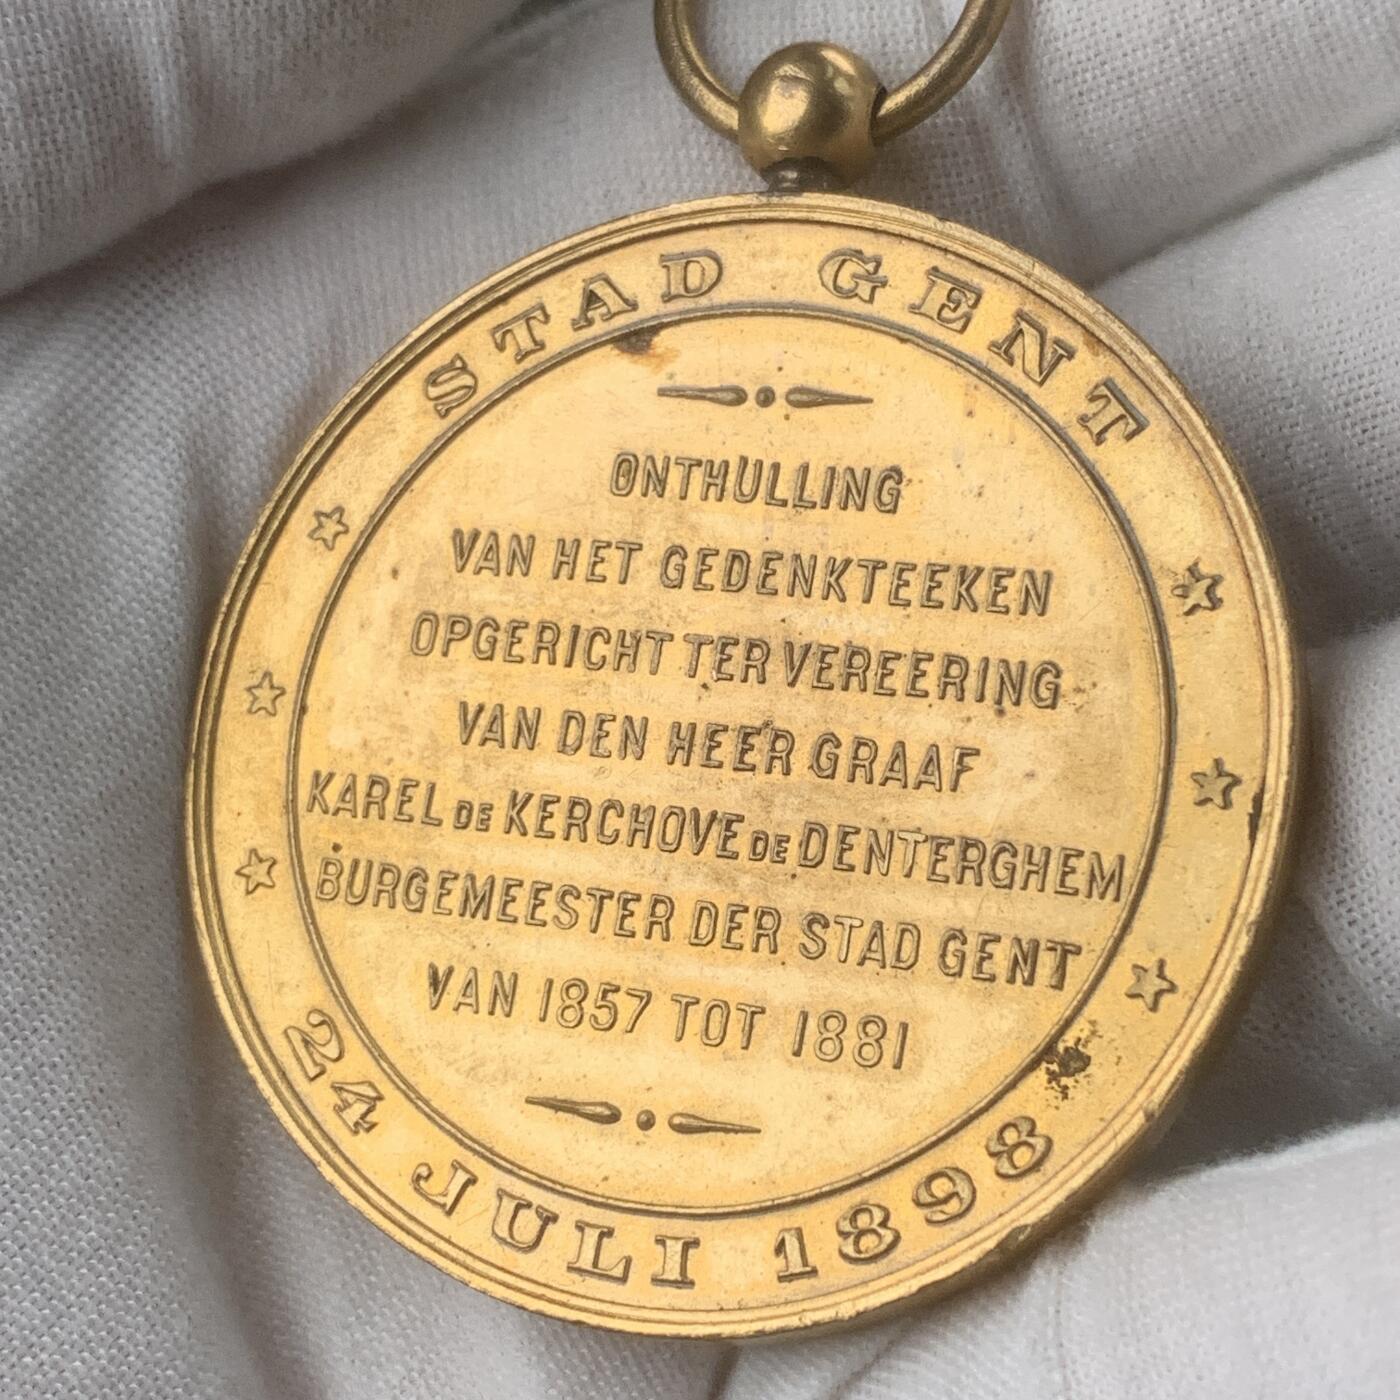 STAD GENT
ONTHULLING
VAN HET GEDENKTEEKEN
OPGERICHT TER VEREERING
VAN DEN HEER GRAAF
KAREL DE KERCHOVE DE DENTERGHEM
BURGEMEESTER DER STAD GENT
VAN 1857 TOT 1881
24 JULI 1898